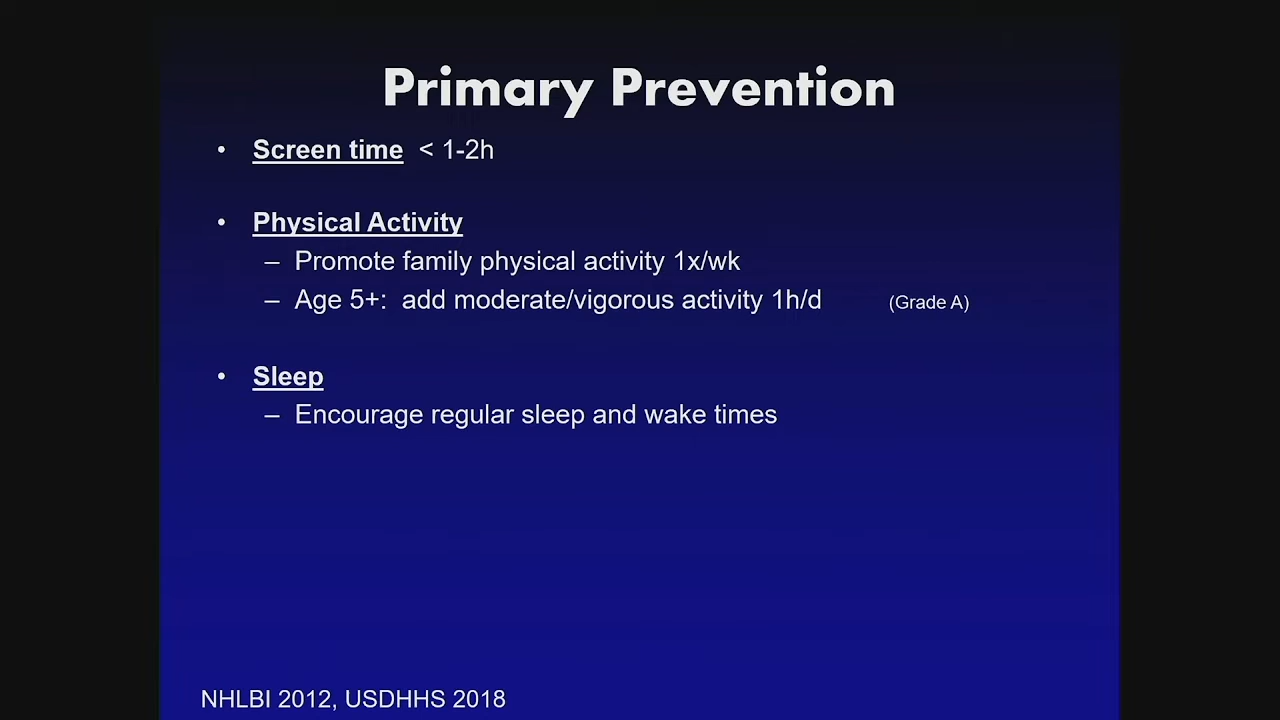 Primary Prevention
• Screen time < 1-2h
• Physical Activity
– Promote family physical activity 1x/wk
– Age 5+: add moderate/vigorous activity 1h/d (Grade A)
• Sleep
– Encourage regular sleep and wake times
NHLBI 2012, USDHHS 2018